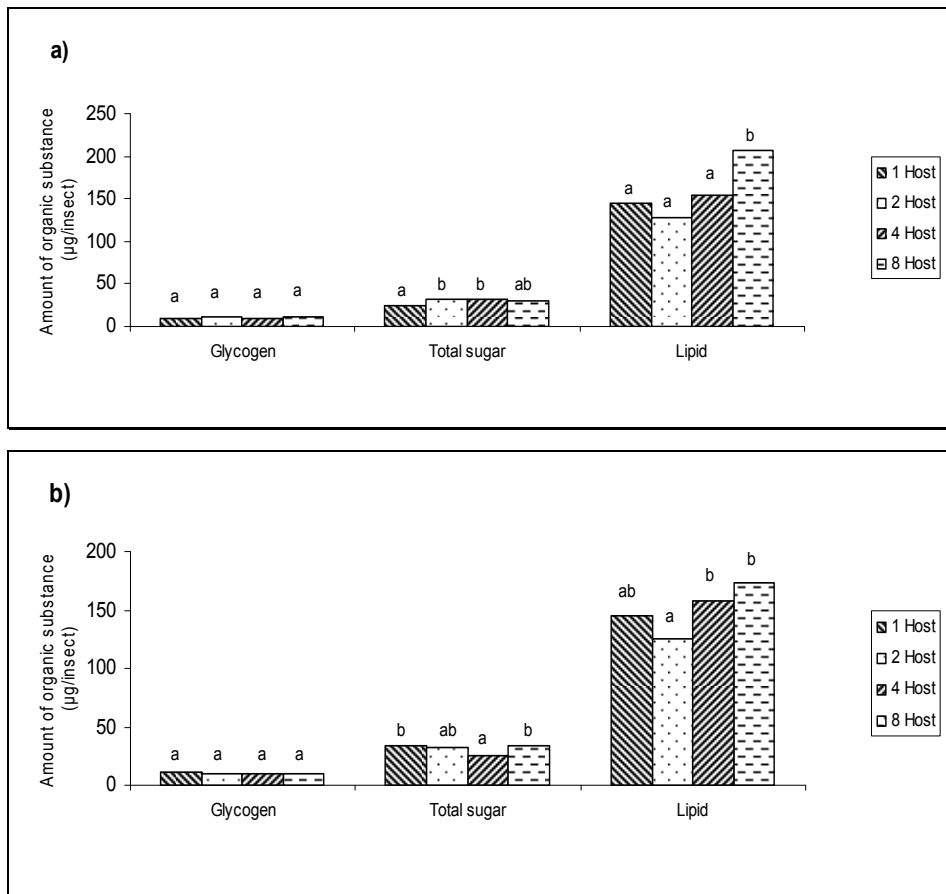 a)
Amount of organic substance
(µg/insect)
250
200
150
100
50
0
a a a a
a b b ab
a a a b
Glycogen Total sugar Lipid
1 Host
2 Host
4 Host
8 Host
b)
Amount of organic substance
(µg/insect)
200
150
100
50
0
a a a a
b ab a b
ab a b b
Glycogen Total sugar Lipid
1 Host
2 Host
4 Host
8 Host